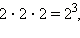 2 · 2 · 2 = 2³,